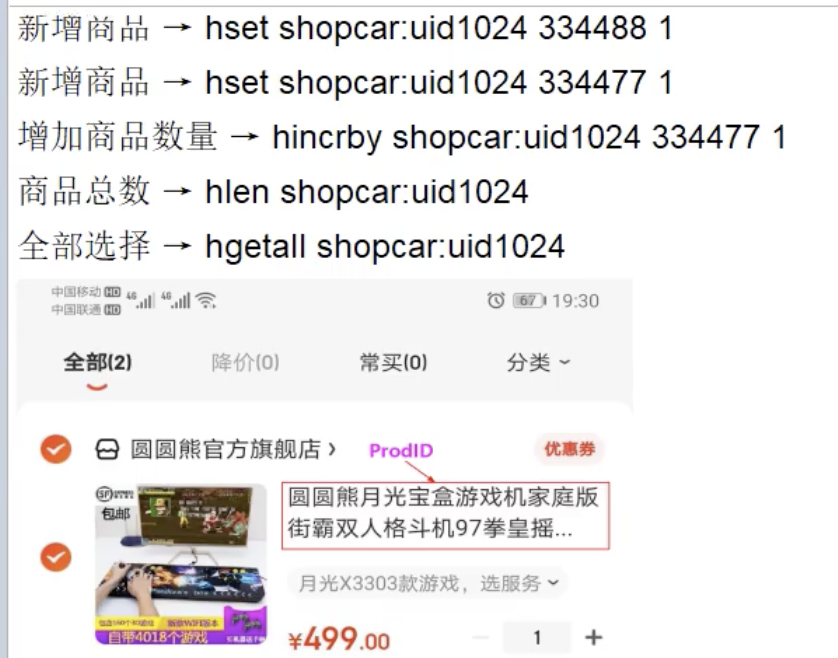 新增商品 → hset shopcar:uid1024 334488 1
新增商品 → hset shopcar:uid1024 334477 1
增加商品数量 → hincrby shopcar:uid1024 334477 1
商品总数 → hlen shopcar:uid1024
全部选择 → hgetall shopcar:uid1024
中国移动 HD 4G 4G 67 19:30
中国联通 HD
全部(2) 降价(0) 常买(0) 分类
圆圆熊官方旗舰店 ProdID 优惠券
圆圆熊月光宝盒游戏机家庭版
街霸双人格斗机97拳皇摇...
SF
包邮
月光X3303款游戏，选服务
自带4018个游戏
¥499.00 1 +